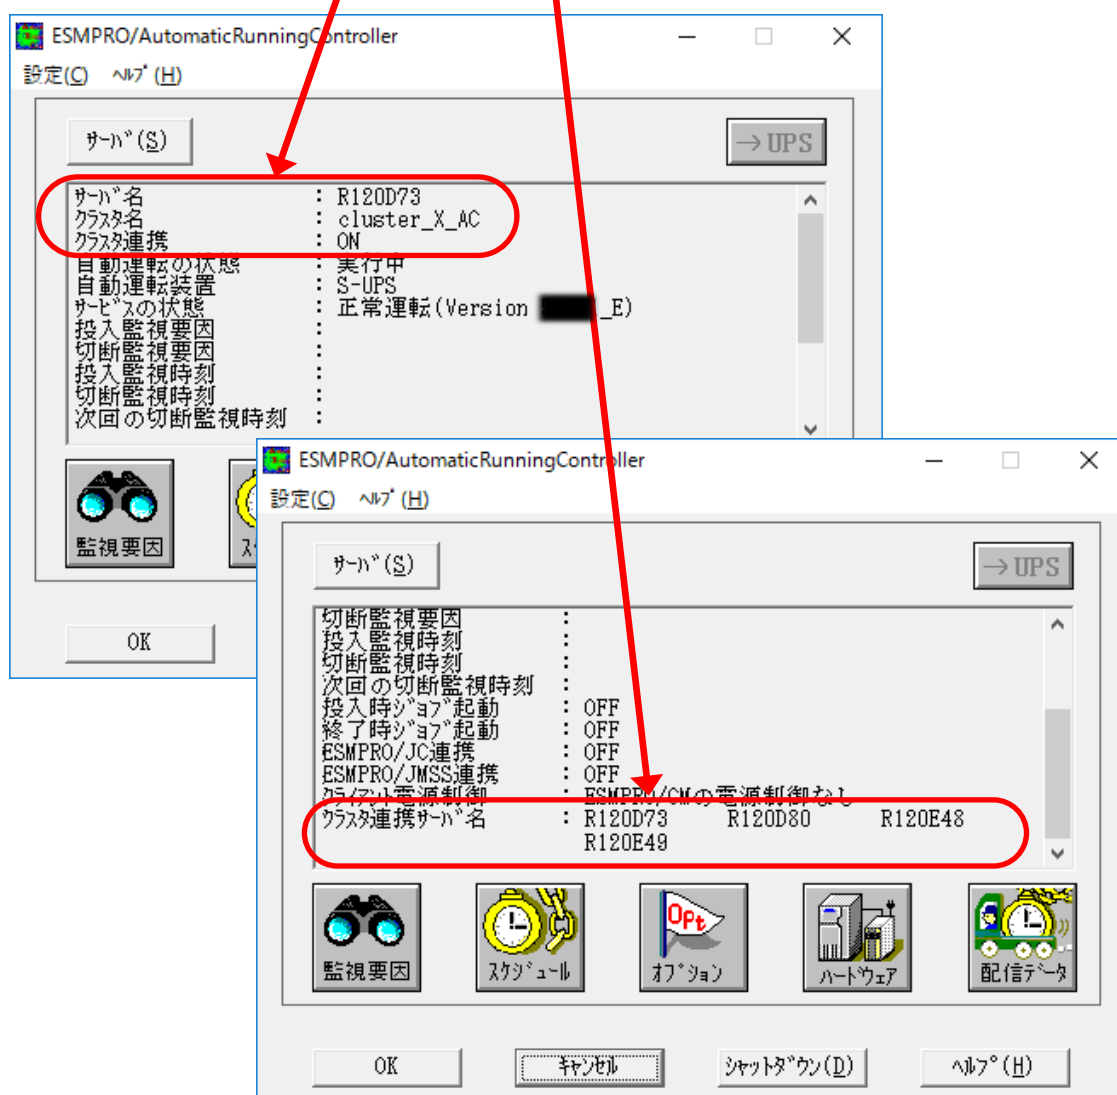 ESMPRO/AutomaticRunningController
設定(C) ﾍﾙﾌﾟ(H)
ｻｰﾊﾞ(S)
→UPS
ｻｰﾊﾞ名 : R120D73
ｸﾗｽﾀ名 : cluster_X_AC
ｸﾗｽﾀ連携 : ON
自動運転の状態 : 実行中
自動運転装置 : S-UPS
ｻｰﾋﾞｽの状態 : 正常運転(Version _E)
投入監視要因 :
切断監視要因 :
投入監視時刻 :
切断監視時刻 :
次回の切断監視時刻 :
監視要因
OK
ESMPRO/AutomaticRunningController
設定(C) ﾍﾙﾌﾟ(H)
ｻｰﾊﾞ(S)
→UPS
切断監視要因 :
投入監視時刻 :
切断監視時刻 :
次回の切断監視時刻 :
投入時ｼﾞｮﾌﾞ起動 : OFF
終了時ｼﾞｮﾌﾞ起動 : OFF
ESMPRO/JC連携 : OFF
ESMPRO/JMSS連携 : OFF
ｸﾗｲｱﾝﾄ電源制御 : ESMPRO/CMの電源制御なし
ｸﾗｽﾀ連携ｻｰﾊﾞ名 : R120D73 R120D80 R120E48
R120E49
Opt
監視要因 ｽｹｼﾞｭｰﾙ ｵﾌﾟｼｮﾝ ﾊｰﾄﾞｳｪｱ 配信ﾃﾞｰﾀ
OK ｷｬﾝｾﾙ ｼｬｯﾄﾀﾞｳﾝ(D) ﾍﾙﾌﾟ(H)